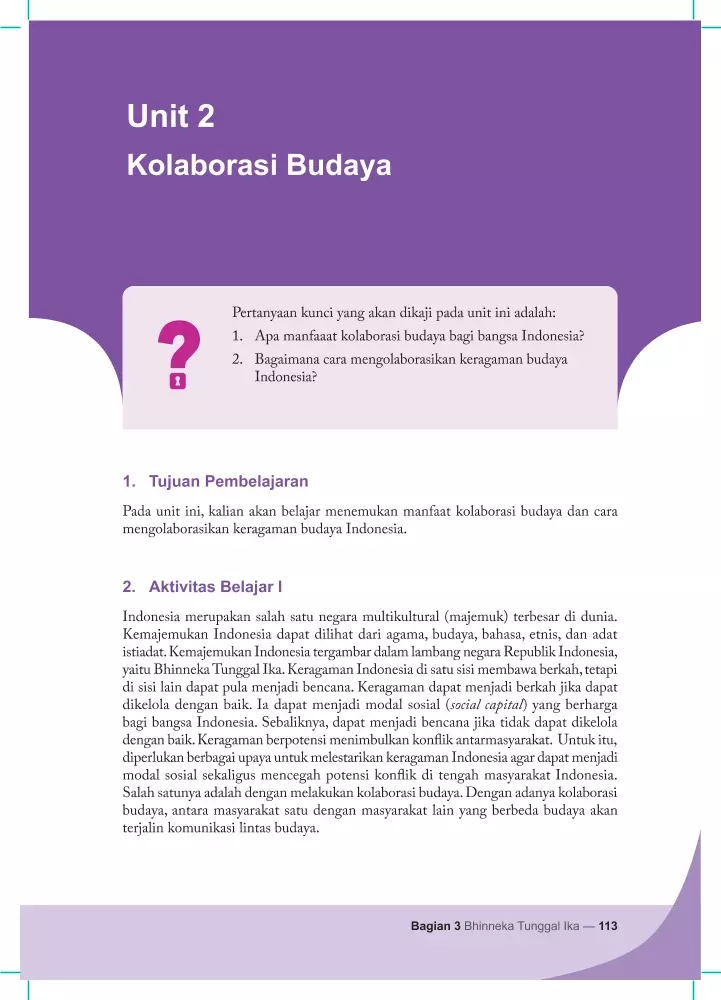 Unit 2
Kolaborasi Budaya
Pertanyaan kunci yang akan dikaji pada unit ini adalah:
1. Apa manfaaat kolaborasi budaya bagi bangsa Indonesia?
2. Bagaimana cara mengolaborasikan keragaman budaya
Indonesia?
1. Tujuan Pembelajaran
Pada unit ini, kalian akan belajar menemukan manfaat kolaborasi budaya dan cara
mengolaborasikan keragaman budaya Indonesia.
2. Aktivitas Belajar I
Indonesia merupakan salah satu negara multikultural (majemuk) terbesar di dunia.
Kemajemukan Indonesia dapat dilihat dari agama, budaya, bahasa, etnis, dan adat
istiadat. Kemajemukan Indonesia tergambar dalam lambang negara Republik Indonesia,
yaitu Bhinneka Tunggal Ika. Keragaman Indonesia di satu sisi membawa berkah, tetapi
di sisi lain dapat pula menjadi bencana. Keragaman dapat menjadi berkah jika dapat
dikelola dengan baik. Ia dapat menjadi modal sosial (social capital) yang berharga
bagi bangsa Indonesia. Sebaliknya, dapat menjadi bencana jika tidak dapat dikelola
dengan baik. Keragaman berpotensi menimbulkan konflik antarmasyarakat. Untuk itu,
diperlukan berbagai upaya untuk melestarikan keragaman Indonesia agar dapat menjadi
modal sosial sekaligus mencegah potensi konflik di tengah masyarakat Indonesia.
Salah satunya adalah dengan melakukan kolaborasi budaya. Dengan adanya kolaborasi
budaya, antara masyarakat satu dengan masyarakat lain yang berbeda budaya akan
terjalin komunikasi lintas budaya.
Bagian 3 Bhinneka Tunggal Ika — 113